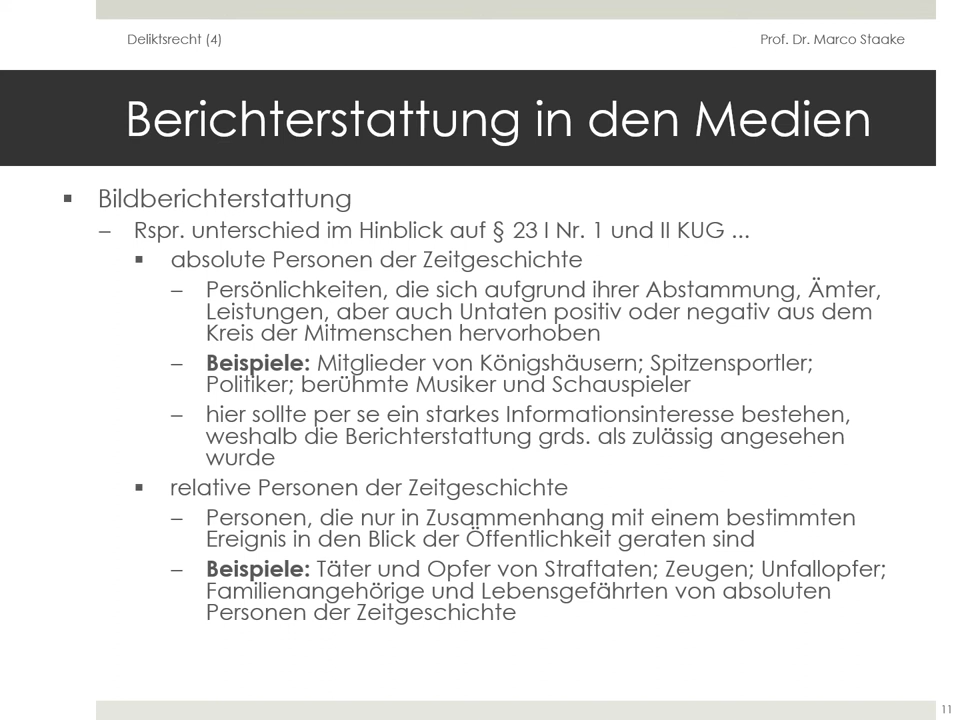 Deliktsrecht (4)
Prof. Dr. Marco Staake
Berichterstattung in den Medien
▪ Bildberichterstattung
– Rspr. unterschied im Hinblick auf § 23 I Nr. 1 und II KUG ...
▪ absolute Personen der Zeitgeschichte
– Persönlichkeiten, die sich aufgrund ihrer Abstammung, Ämter,
Leistungen, aber auch Untaten positiv oder negativ aus dem
Kreis der Mitmenschen hervorhoben
– Beispiele: Mitglieder von Königshäusern; Spitzensportler;
Politiker; berühmte Musiker und Schauspieler
– hier sollte per se ein starkes Informationsinteresse bestehen,
weshalb die Berichterstattung grds. als zulässig angesehen
wurde
▪ relative Personen der Zeitgeschichte
– Personen, die nur in Zusammenhang mit einem bestimmten
Ereignis in den Blick der Öffentlichkeit geraten sind
– Beispiele: Täter und Opfer von Straftaten; Zeugen; Unfallopfer;
Familienangehörige und Lebensgefährten von absoluten
Personen der Zeitgeschichte
11